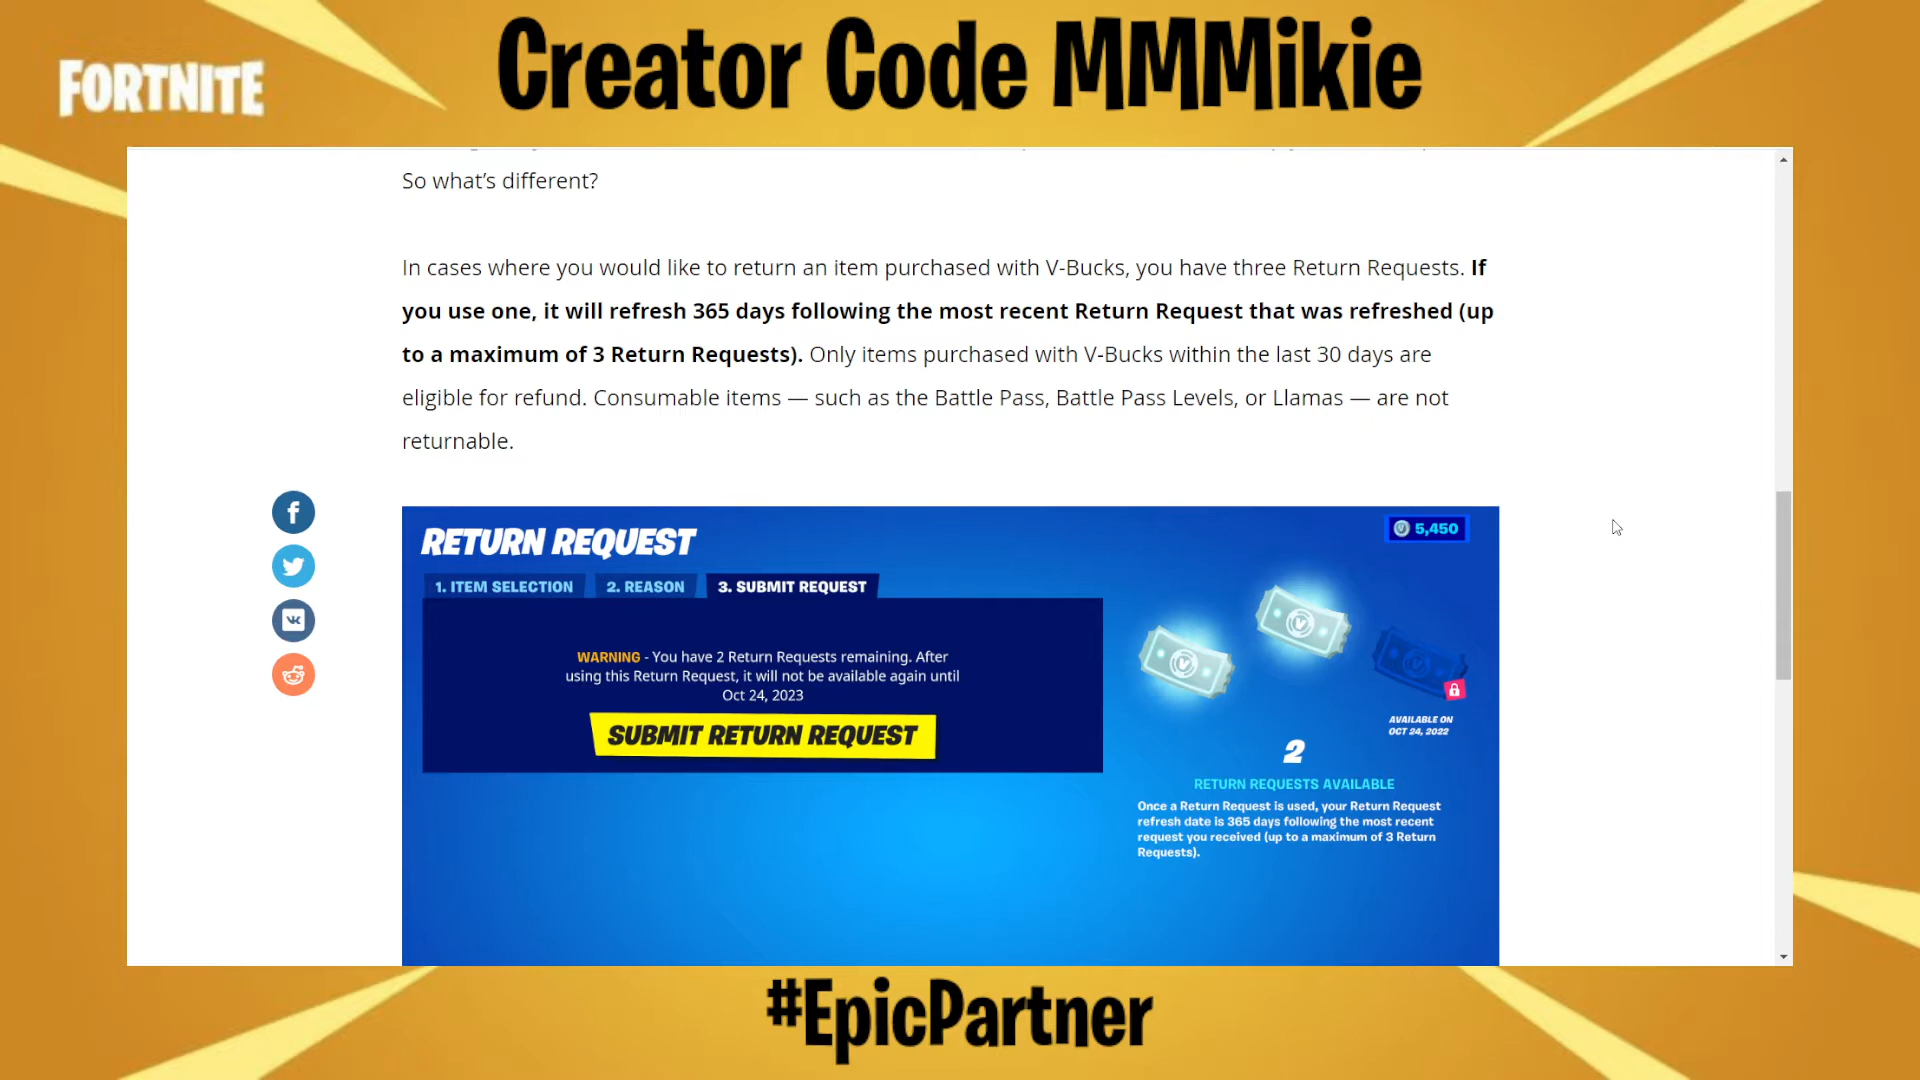 FORTNITE
Creator Code MMMikie
So what's different?
In cases where you would like to return an item purchased with V-Bucks, you have three Return Requests. If
you use one, it will refresh 365 days following the most recent Return Request that was refreshed (up
to a maximum of 3 Return Requests). Only items purchased with V-Bucks within the last 30 days are
eligible for refund. Consumable items — such as the Battle Pass, Battle Pass Levels, or Llamas — are not
returnable.
RETURN REQUEST
5,450
1. ITEM SELECTION
2. REASON
3. SUBMIT REQUEST
WARNING - You have 2 Return Requests remaining. After
using this Return Request, it will not be available again until
Oct 24, 2023
SUBMIT RETURN REQUEST
AVAILABLE ON
OCT 24, 2022
2
RETURN REQUESTS AVAILABLE
Once a Return Request is used, your Return Request
refresh date is 365 days following the most recent
request you received (up to a maximum of 3 Return
Requests).
#EpicPartner